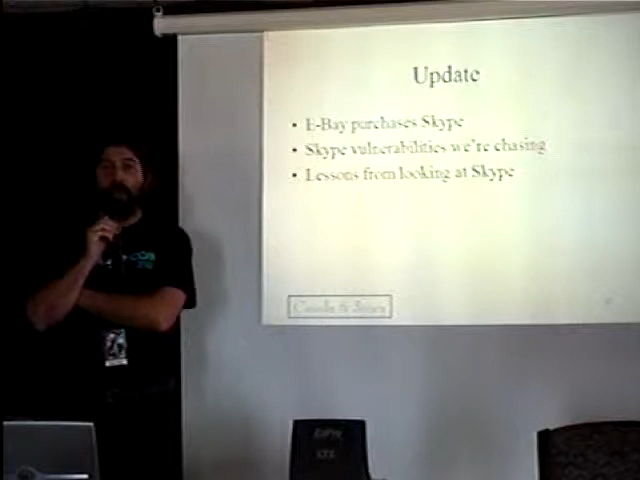 Update
• E-Bay purchases Skype
• Skype vulnerabilities we're chasing
• Lessons from looking at Skype